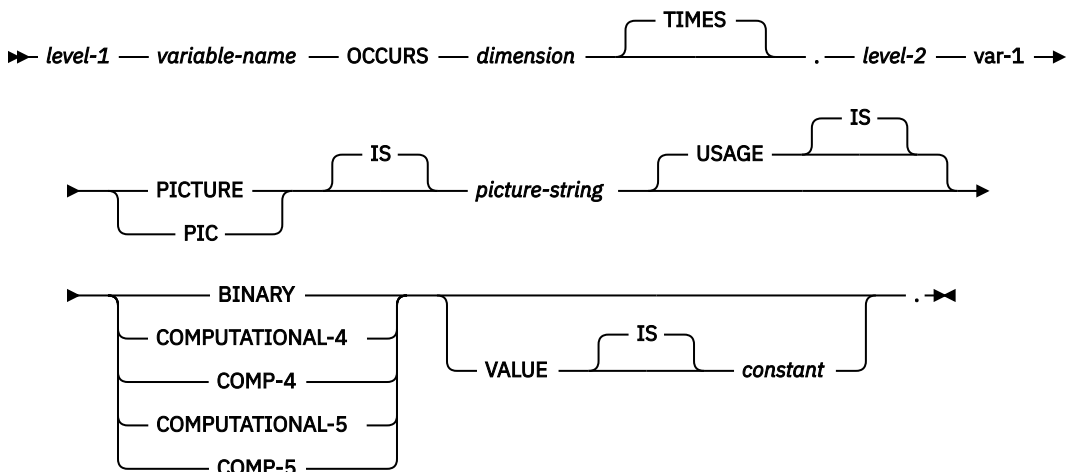 TIMES
level-1 variable-name OCCURS dimension . level-2 var-1
IS IS
USAGE
PICTURE picture-string
PIC
BINARY .
COMPUTATIONAL-4 IS
VALUE constant
COMP-4
COMPUTATIONAL-5
COMP-5